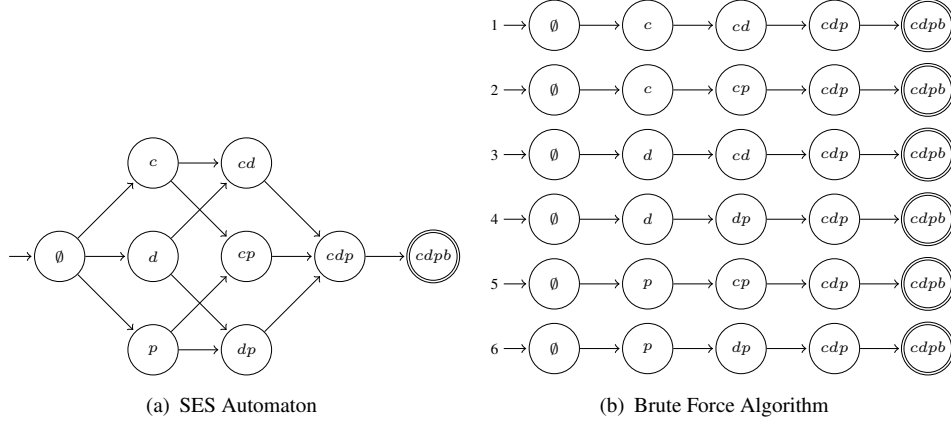 1 ∅ c cd cdp cdpb
2 ∅ c cp cdp cdpb
3 ∅ d cd cdp cdpb
4 ∅ d dp cdp cdpb
5 ∅ p cp cdp cdpb
6 ∅ p dp cdp cdpb
c cd
∅ d cp cdp cdpb
p dp
(a) SES Automaton
(b) Brute Force Algorithm